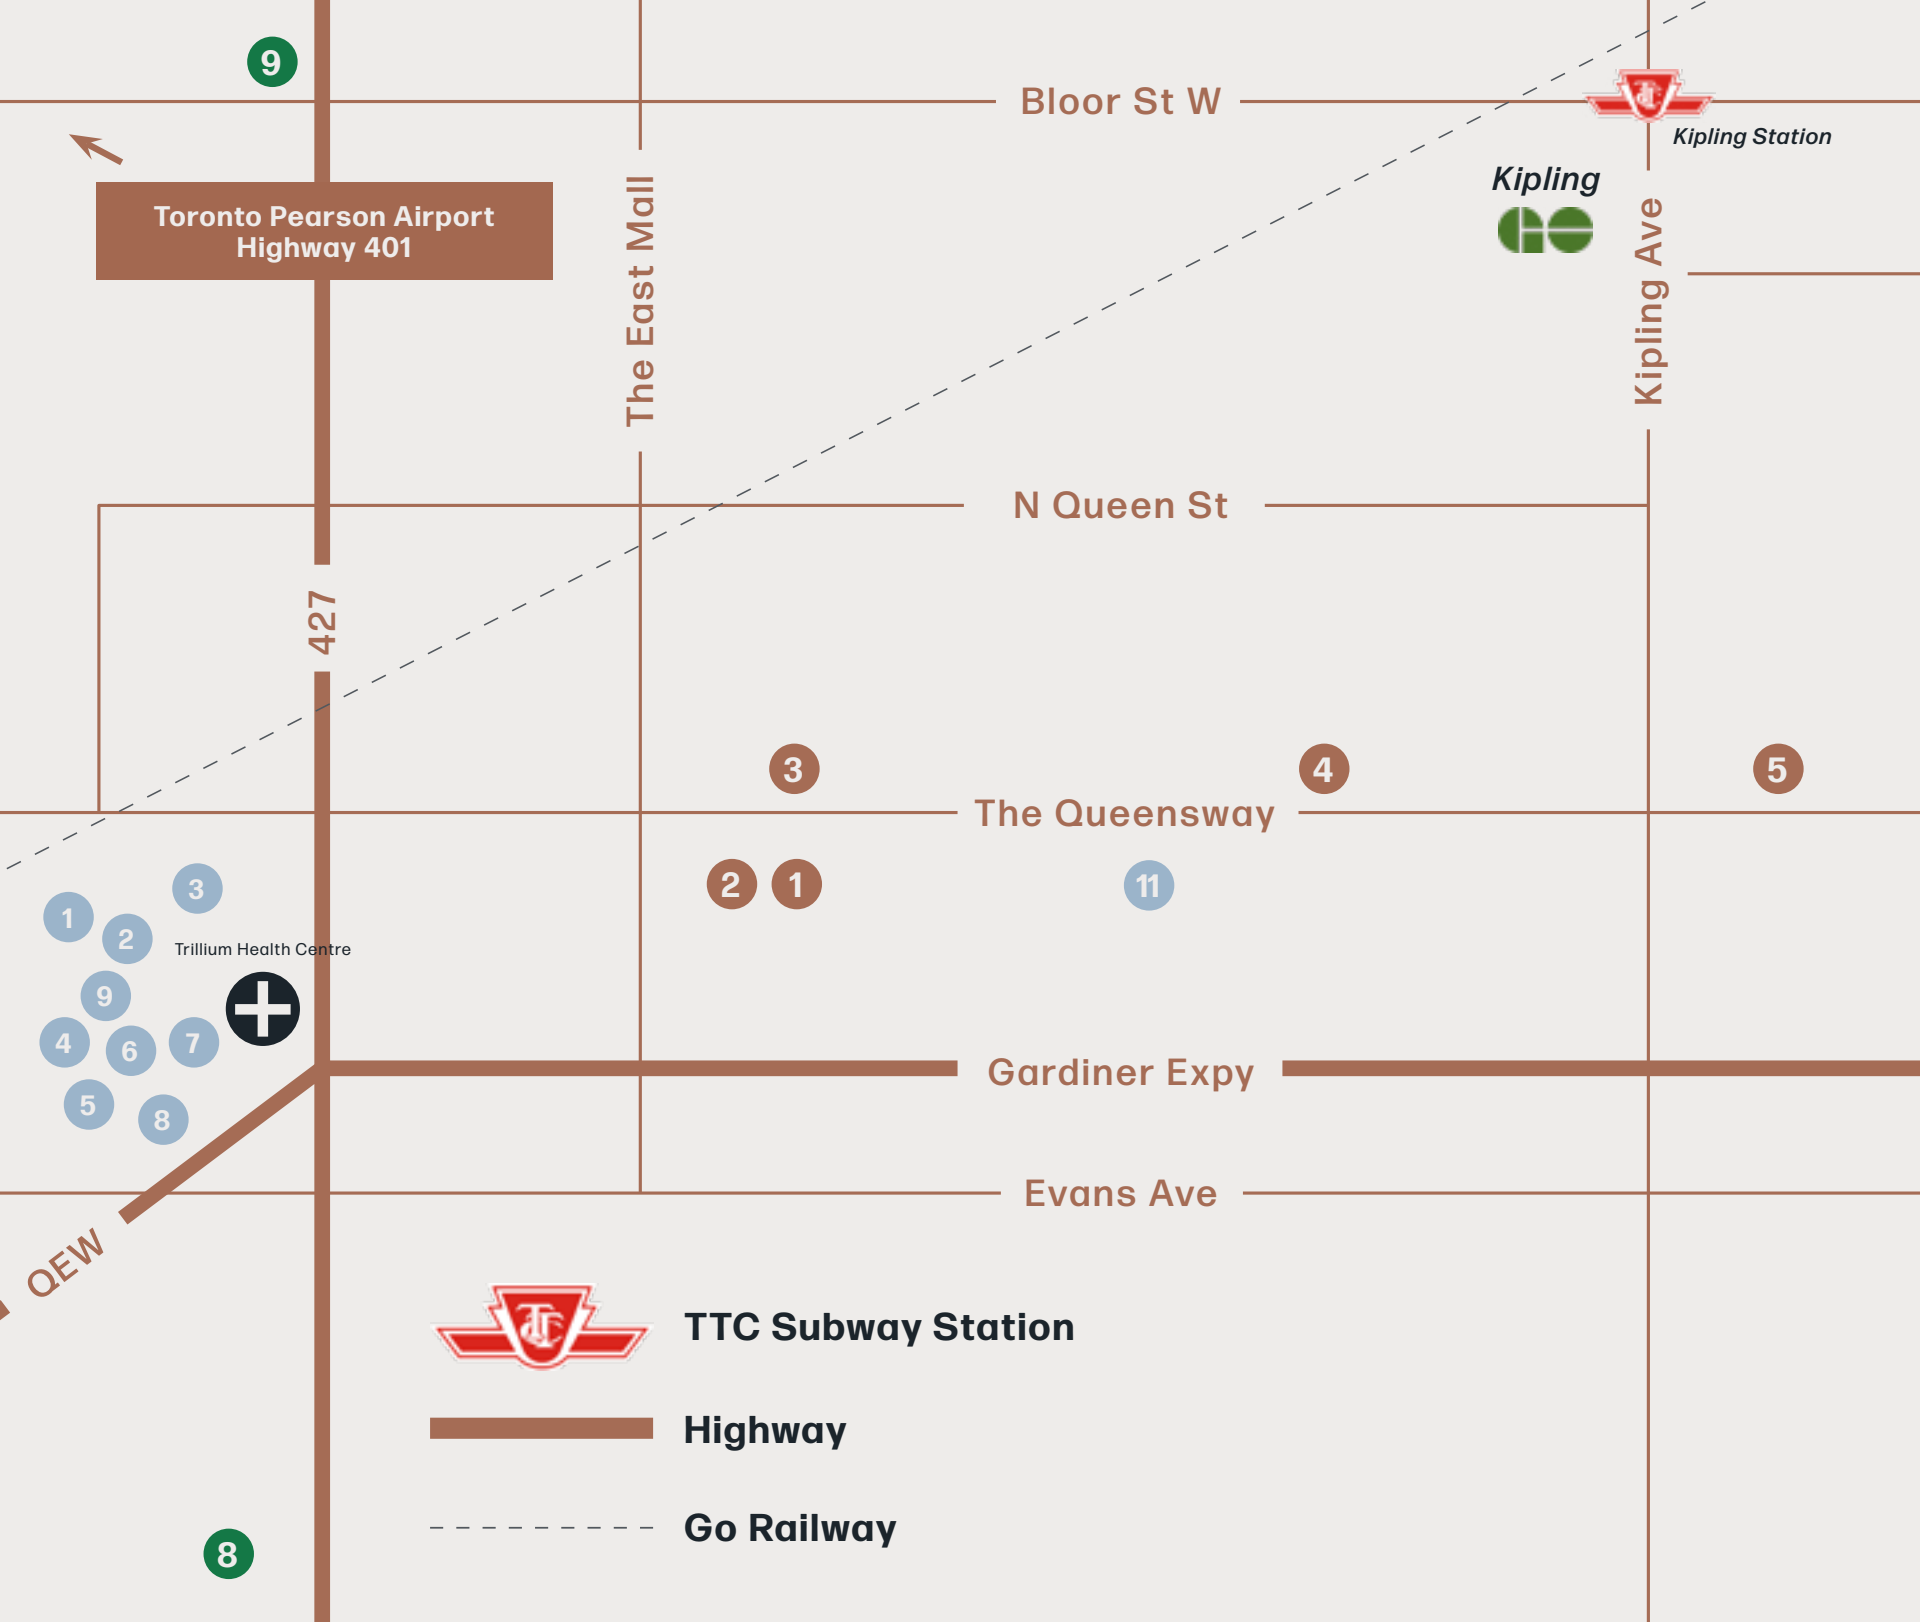 9
Bloor St W
Kipling Station
Toronto Pearson Airport
Highway 401
Kipling
The East Mall
Kipling Ave
N Queen St
427
3
4
5
The Queensway
3
1
2
2
1
11
Trillium Health Centre
9
4
6
7
5
8
Gardiner Expy
Evans Ave
QEW
TTC Subway Station
Highway
Go Railway
8